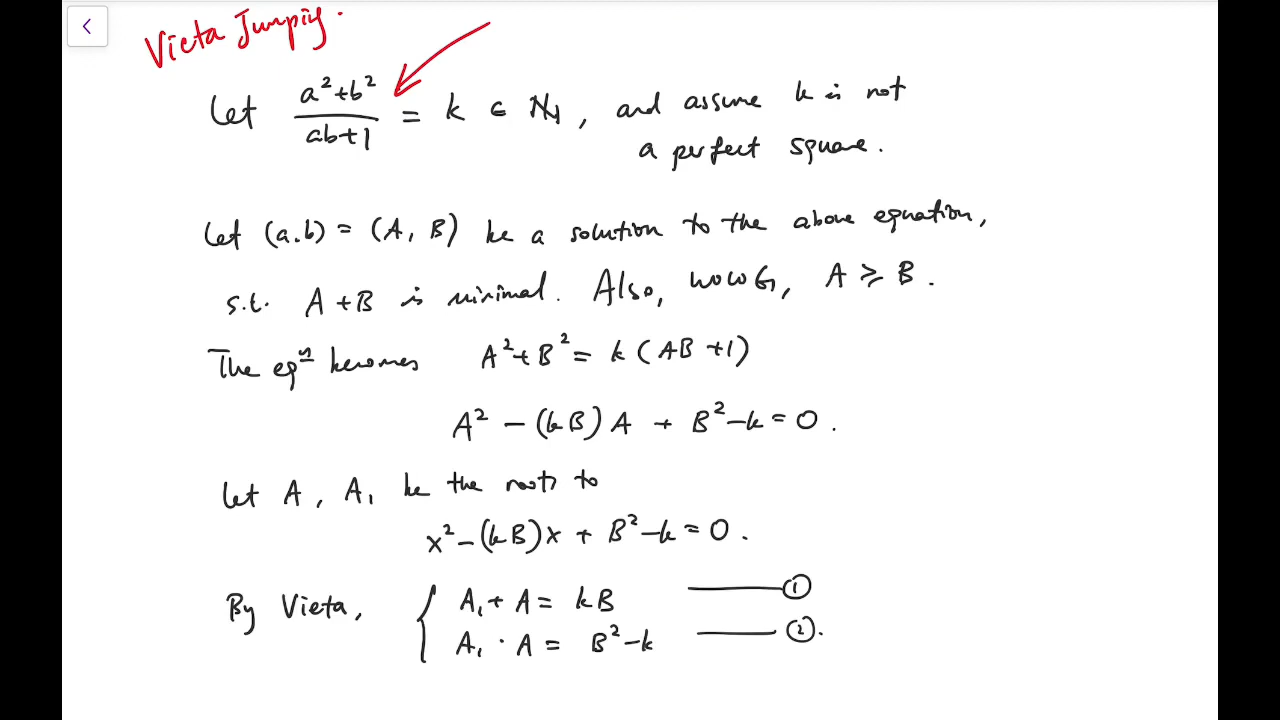 Vieta Jumping.
Let a²+b² / ab+1 = k ∈ ℕ, and assume k is not
a perfect square.
Let (a.b) = (A, B) be a solution to the above equation,
s.t. A+B is minimal. Also, WLOG, A ⩾ B.
The eqⁿ becomes A²+B² = k(AB+1)
A² − (kB)A + B²−k = 0.
Let A, A₁ be the roots to
x² − (kB)x + B²−k = 0.
By Vieta, { A₁ + A = kB ——— ①
A₁ · A = B²−k ——— ②.